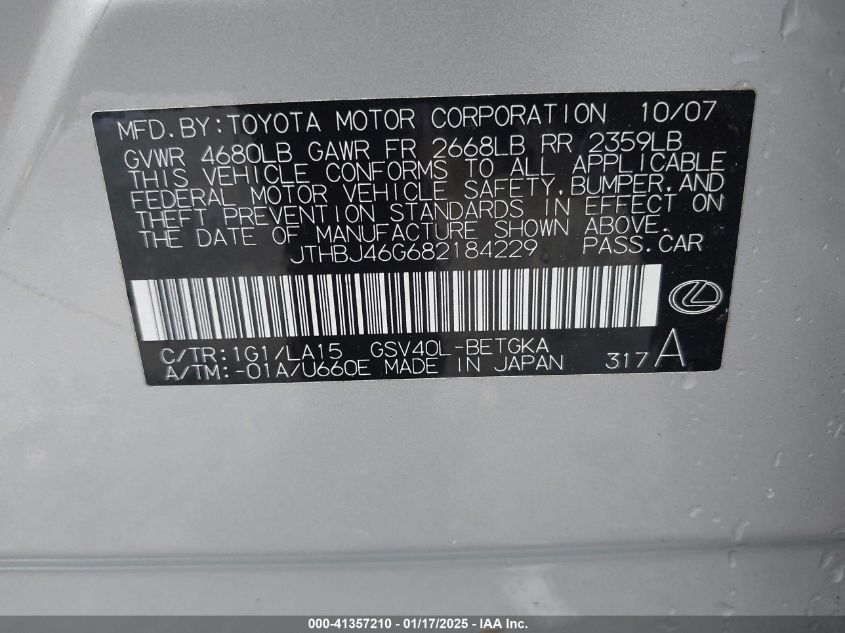 MFD.BY:TOYOTA MOTOR CORPORATION 10/07
GVWR 4680LB GAWR FR 2668LB RR 2359LB
THIS VEHICLE CONFORMS TO ALL APPLICABLE
FEDERAL MOTOR VEHICLE SAFETY,BUMPER,AND
THEFT PREVENTION STANDARDS IN EFFECT ON
THE DATE OF MANUFACTURE SHOWN ABOVE.
JTHBJ46G682184229 PASS.CAR
C/TR:1G1/LA15 GSV40L-BETGKA
A/TM:-01A/U660E MADE IN JAPAN 317A
000-41357210 - 01/17/2025 - IAA Inc.